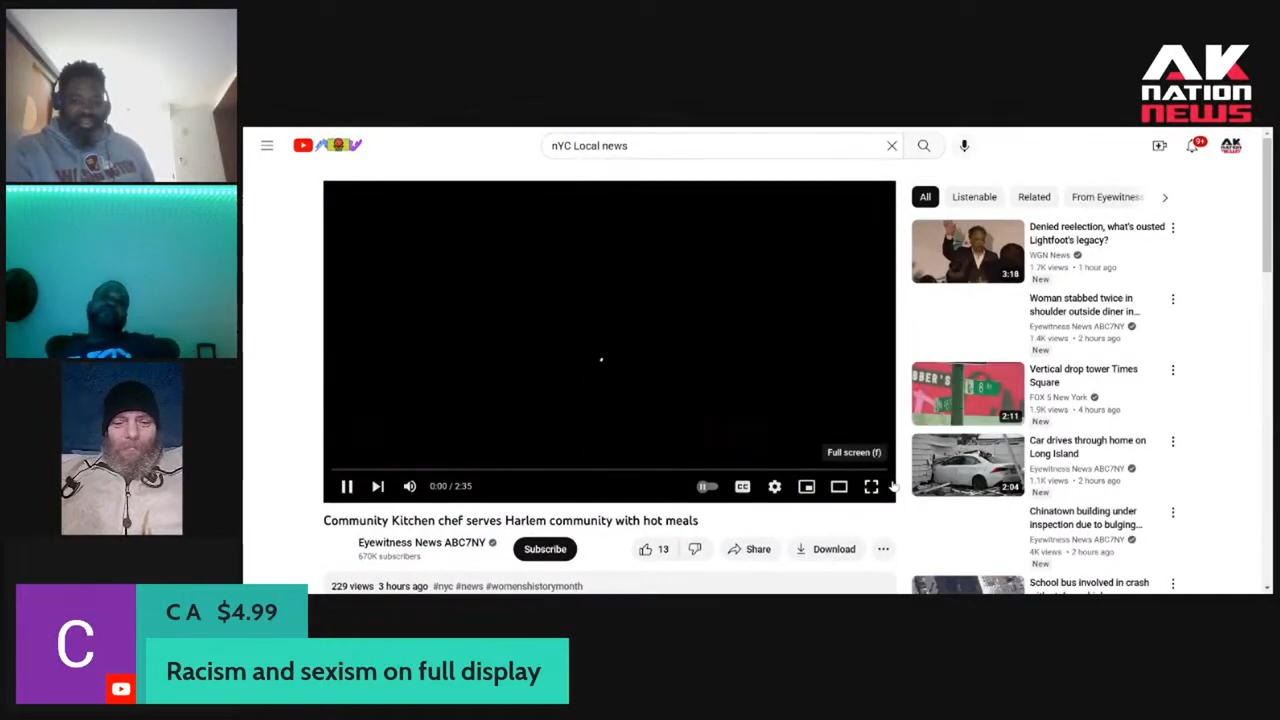 AK
NATION
NEWS
nYC Local news
9+
All
Listenable
Related
From Eyewitness
Denied reelection, what's ousted
Lightfoot's legacy?
WGN News
1.7K views • 1 hour ago
New
3:18
Woman stabbed twice in
shoulder outside diner in...
Eyewitness News ABC7NY
1.4K views • 2 hours ago
New
Vertical drop tower Times
Square
FOX 5 New York
1.9K views • 4 hours ago
New
2:11
Car drives through home on
Long Island
Eyewitness News ABC7NY
1.1K views • 2 hours ago
New
2:04
Chinatown building under
inspection due to bulging...
Eyewitness News ABC7NY
4K views • 2 hours ago
New
School bus involved in crash
Full screen (f)
0:00 / 2:35
CC
Community Kitchen chef serves Harlem community with hot meals
Eyewitness News ABC7NY
670K subscribers
Subscribe
13
Share
Download
229 views 3 hours ago #nyc #news #womenshistorymonth
C
C A $4.99
Racism and sexism on full display